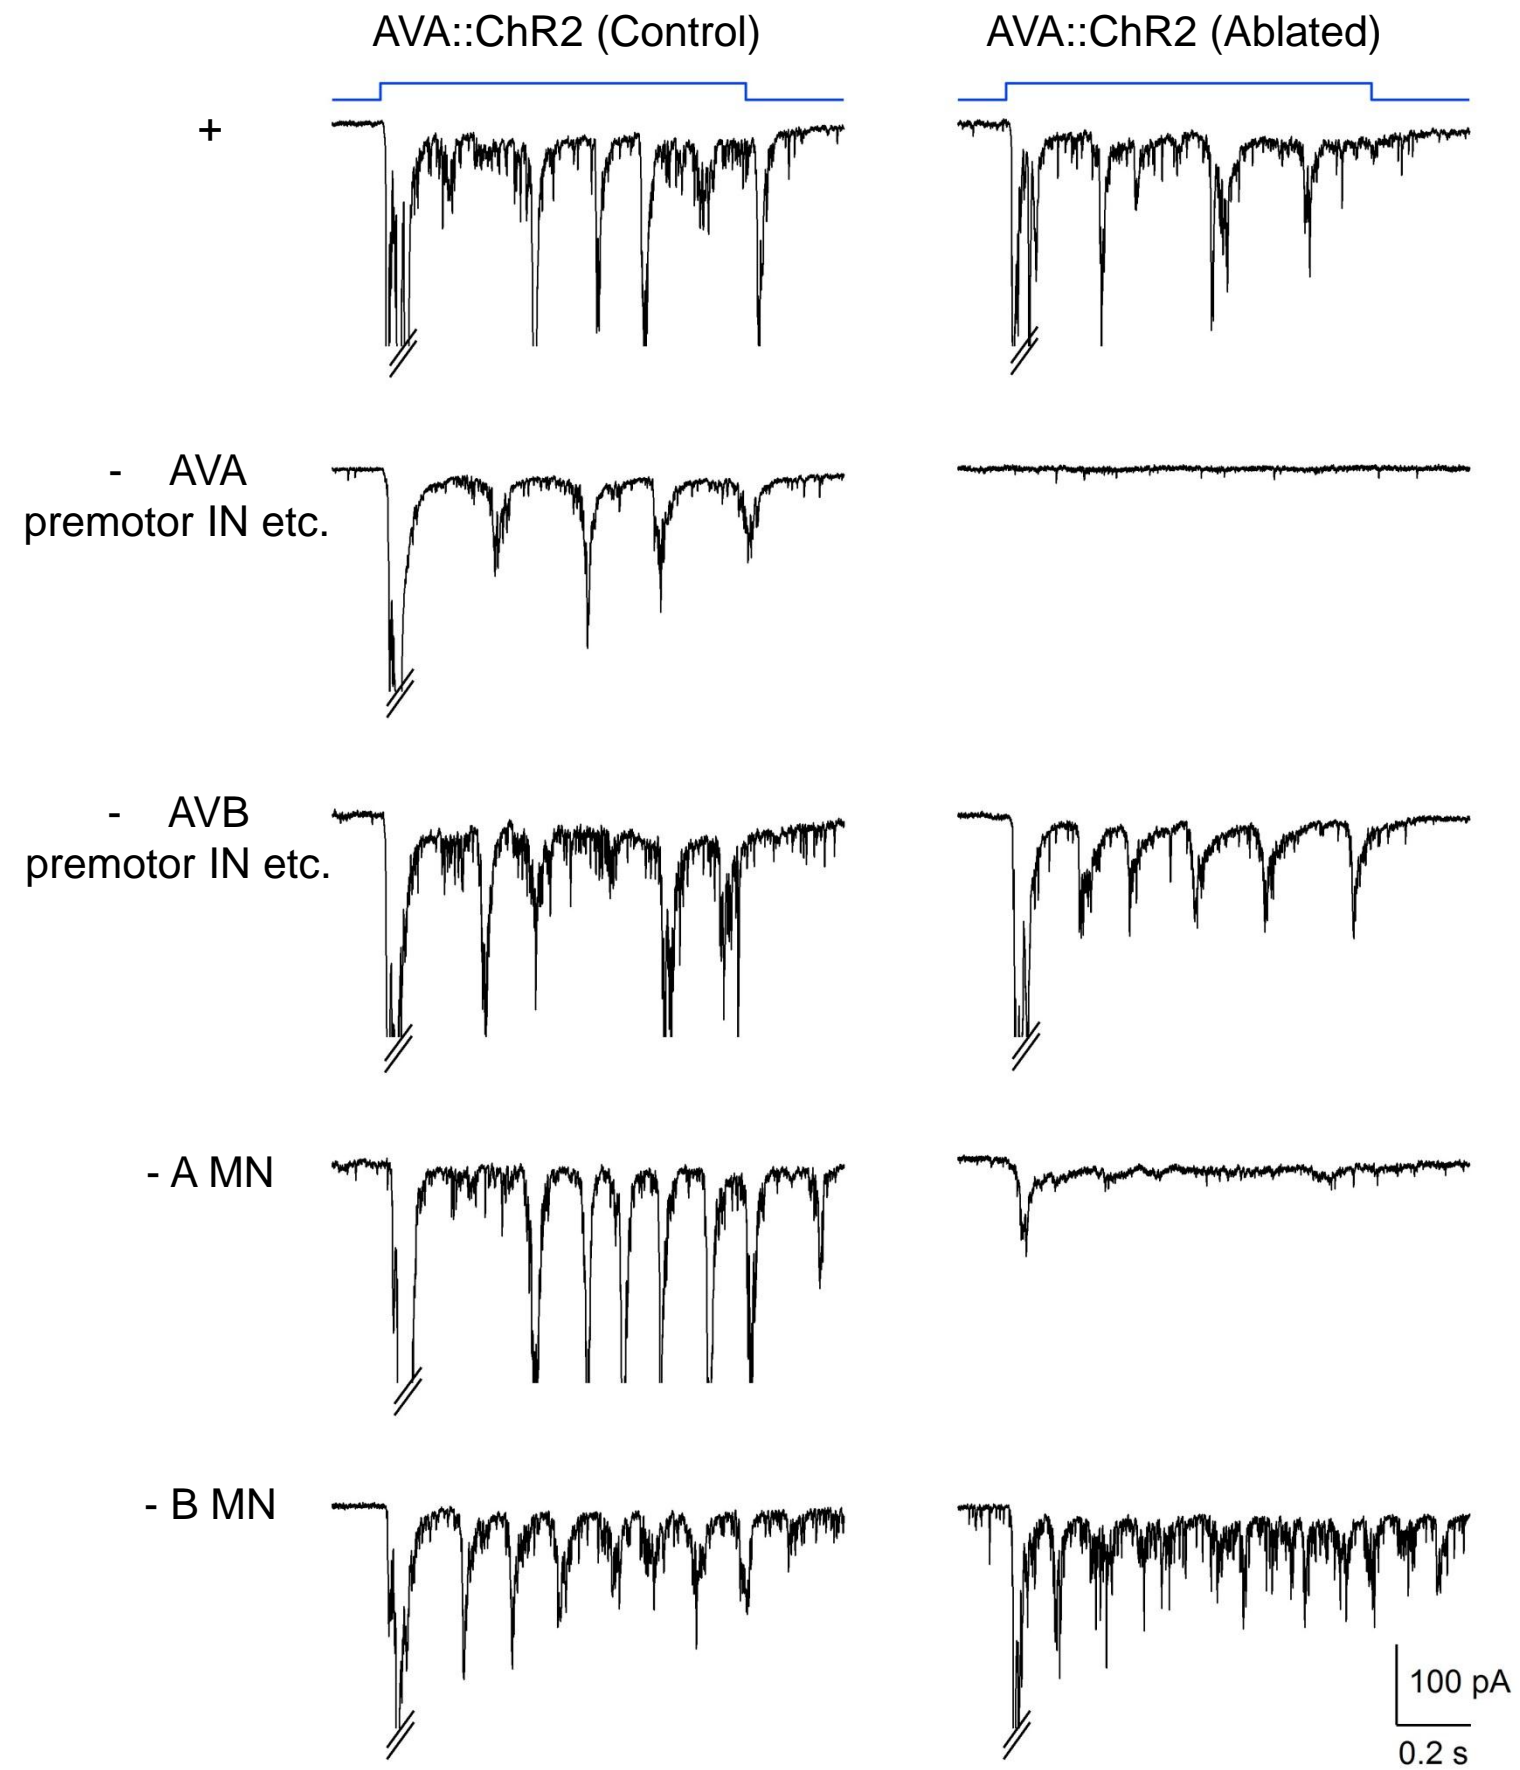 AVA::ChR2 (Control)
AVA::ChR2 (Ablated)
+
- AVA
premotor IN etc.
- AVB
premotor IN etc.
- A MN
- B MN
100 pA
0.2 s